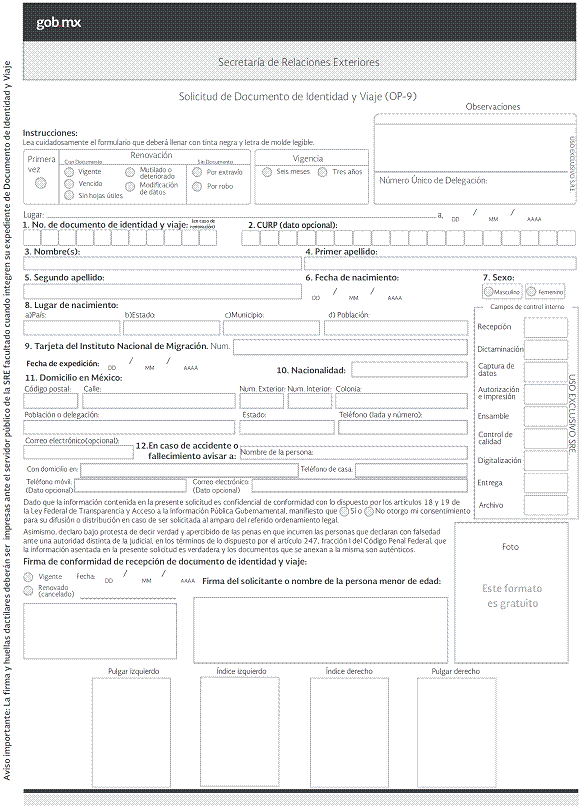 gob.mx
Secretaría de Relaciones Exteriores
Solicitud de Documento de Identidad y Viaje (OP-9)
Observaciones
Instrucciones:
Lea cuidadosamente el formulario que deberá llenar con tinta negra y letra de molde legible.
USO EXCLUSIVO SRE
Primera vez
Renovación
Con Documento
Sin Documento
Vigente
Vencido
Sin hojas útiles
Mutilado o deteriorado
Modificación de datos
Por extravío
Por robo
Vigencia
Seis meses
Tres años
Número Único de Delegación:
Lugar:
a, / /
DD MM AAAA
1. No. de documento de identidad y viaje: (en caso de renovación)
2. CURP (dato opcional):
3. Nombre(s):
4. Primer apellido:
5. Segundo apellido:
6. Fecha de nacimiento:
/ /
DD MM AAAA
7. Sexo:
Masculino
Femenino
8. Lugar de nacimiento:
a)País:
b)Estado:
c)Municipio:
d) Población:
9. Tarjeta del Instituto Nacional de Migración. Num.
Fecha de expedición: / /
DD MM AAAA
10. Nacionalidad:
11. Domicilio en México:
Código postal:
Calle:
Num. Exterior:
Num. Interior:
Colonia:
Población o delegación:
Estado:
Teléfono (lada y número):
Correo electrónico(opcional):
12.En caso de accidente o fallecimiento avisar a:
Nombre de la persona:
Con domicilio en:
Teléfono de casa:
Teléfono móvil:
(Dato opcional)
Correo electrónico:
(Dato opcional)
Campos de control interno
Recepción
Dictaminación
Captura de datos
Autorización e impresión
Ensamble
Control de calidad
Digitalización
Entrega
Archivo
USO EXCLUSIVO SRE
Dado que la información contenida en la presente solicitud es confidencial de conformidad con lo dispuesto por los artículos 18 y 19 de
la Ley Federal de Transparencia y Acceso a la Información Pública Gubernamental, manifiesto que Sí o No otorgo mi consentimiento
para su difusión o distribución en caso de ser solicitada al amparo del referido ordenamiento legal.
Asimismo, declaro bajo protesta de decir verdad y apercibido de las penas en que incurren las personas que declaran con falsedad
ante una autoridad distinta de la judicial, en los términos de lo dispuesto por el artículo 247, fracción I del Código Penal Federal, que
la información asentada en la presente solicitud es verdadera y los documentos que se anexan a la misma son auténticos.
Firma de conformidad de recepción de documento de identidad y viaje:
Vigente
Renovado
(cancelado)
Fecha: / /
DD MM AAAA
Firma del solicitante o nombre de la persona menor de edad:
Foto
Este formato
es gratuito
Pulgar izquierdo
Índice izquierdo
Índice derecho
Pulgar derecho
Aviso importante: La firma y huellas dactilares deberán ser impresas ante el servidor público de la SRE facultado cuando integren su expediente de Documento de Identidad y Viaje